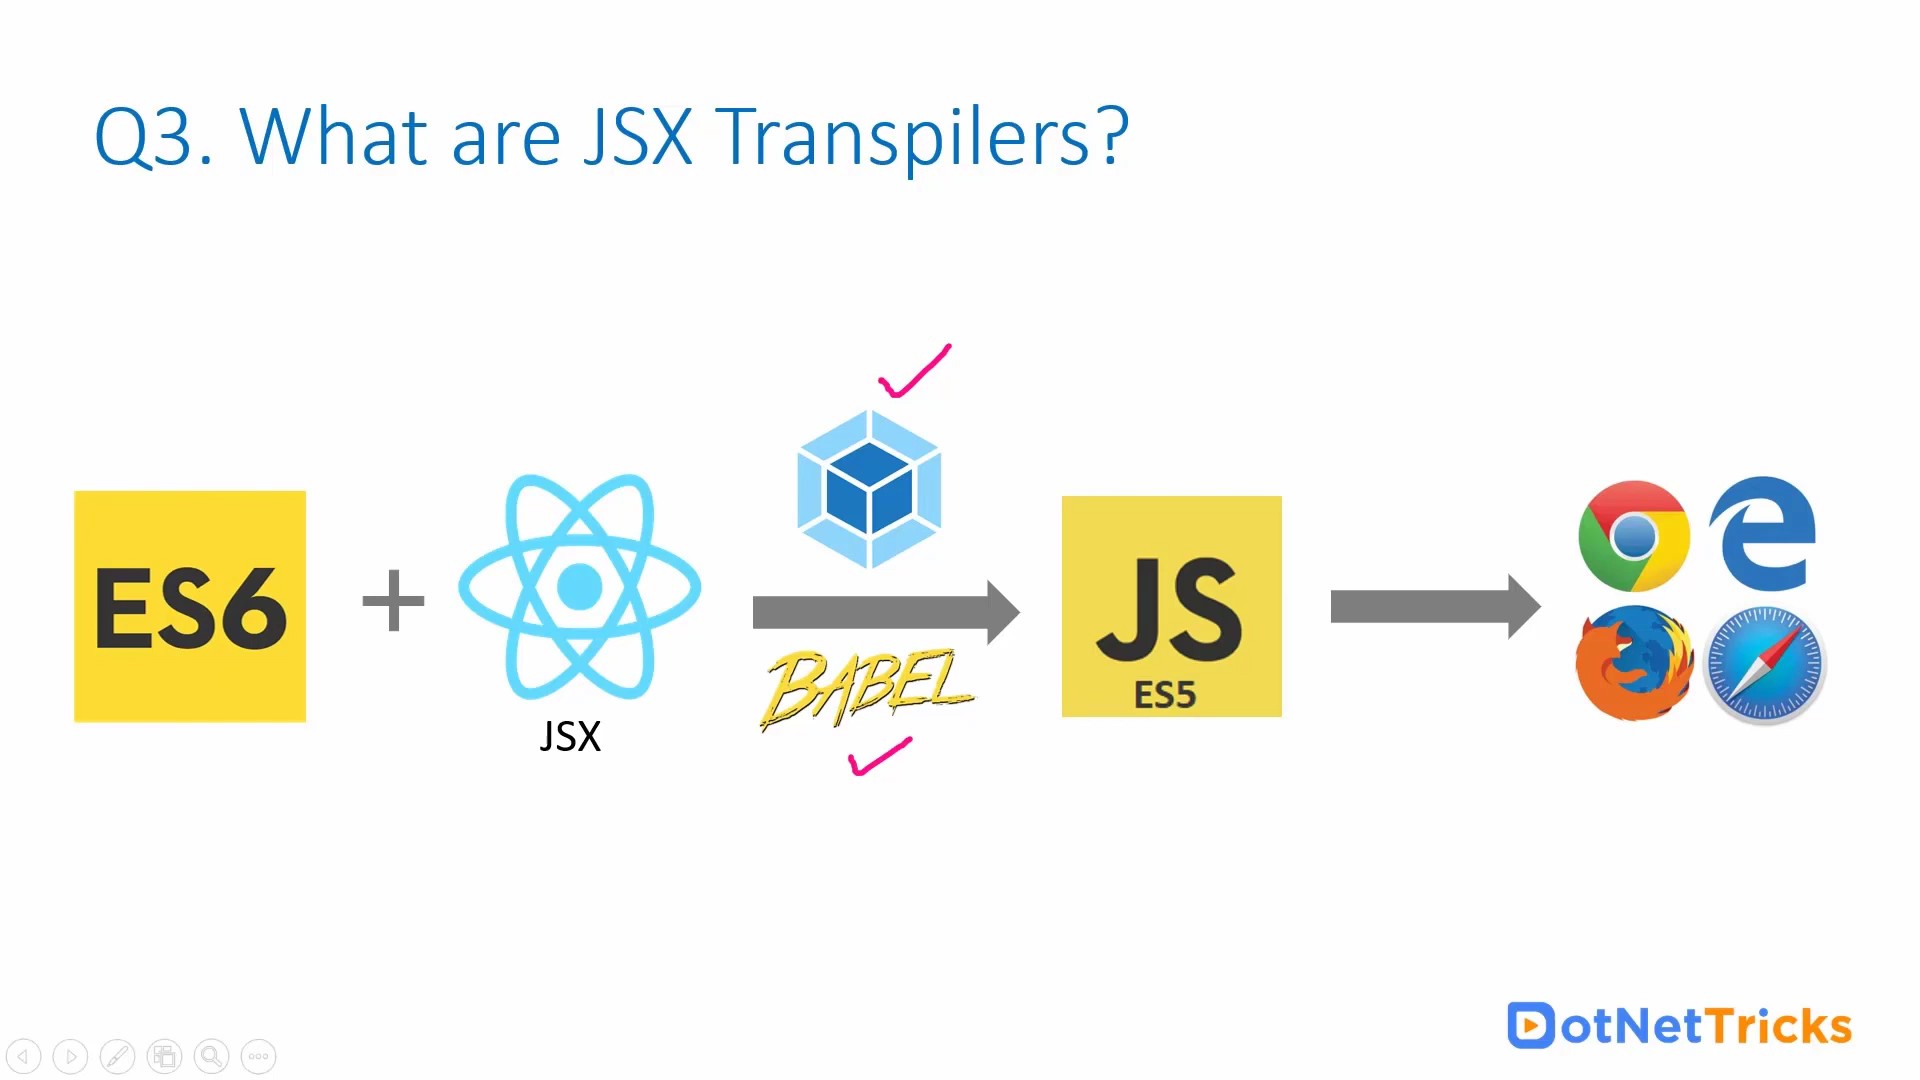 Q3. What are JSX Transpilers?
ES6
JSX
BABEL
JS
ES5
DotNetTricks